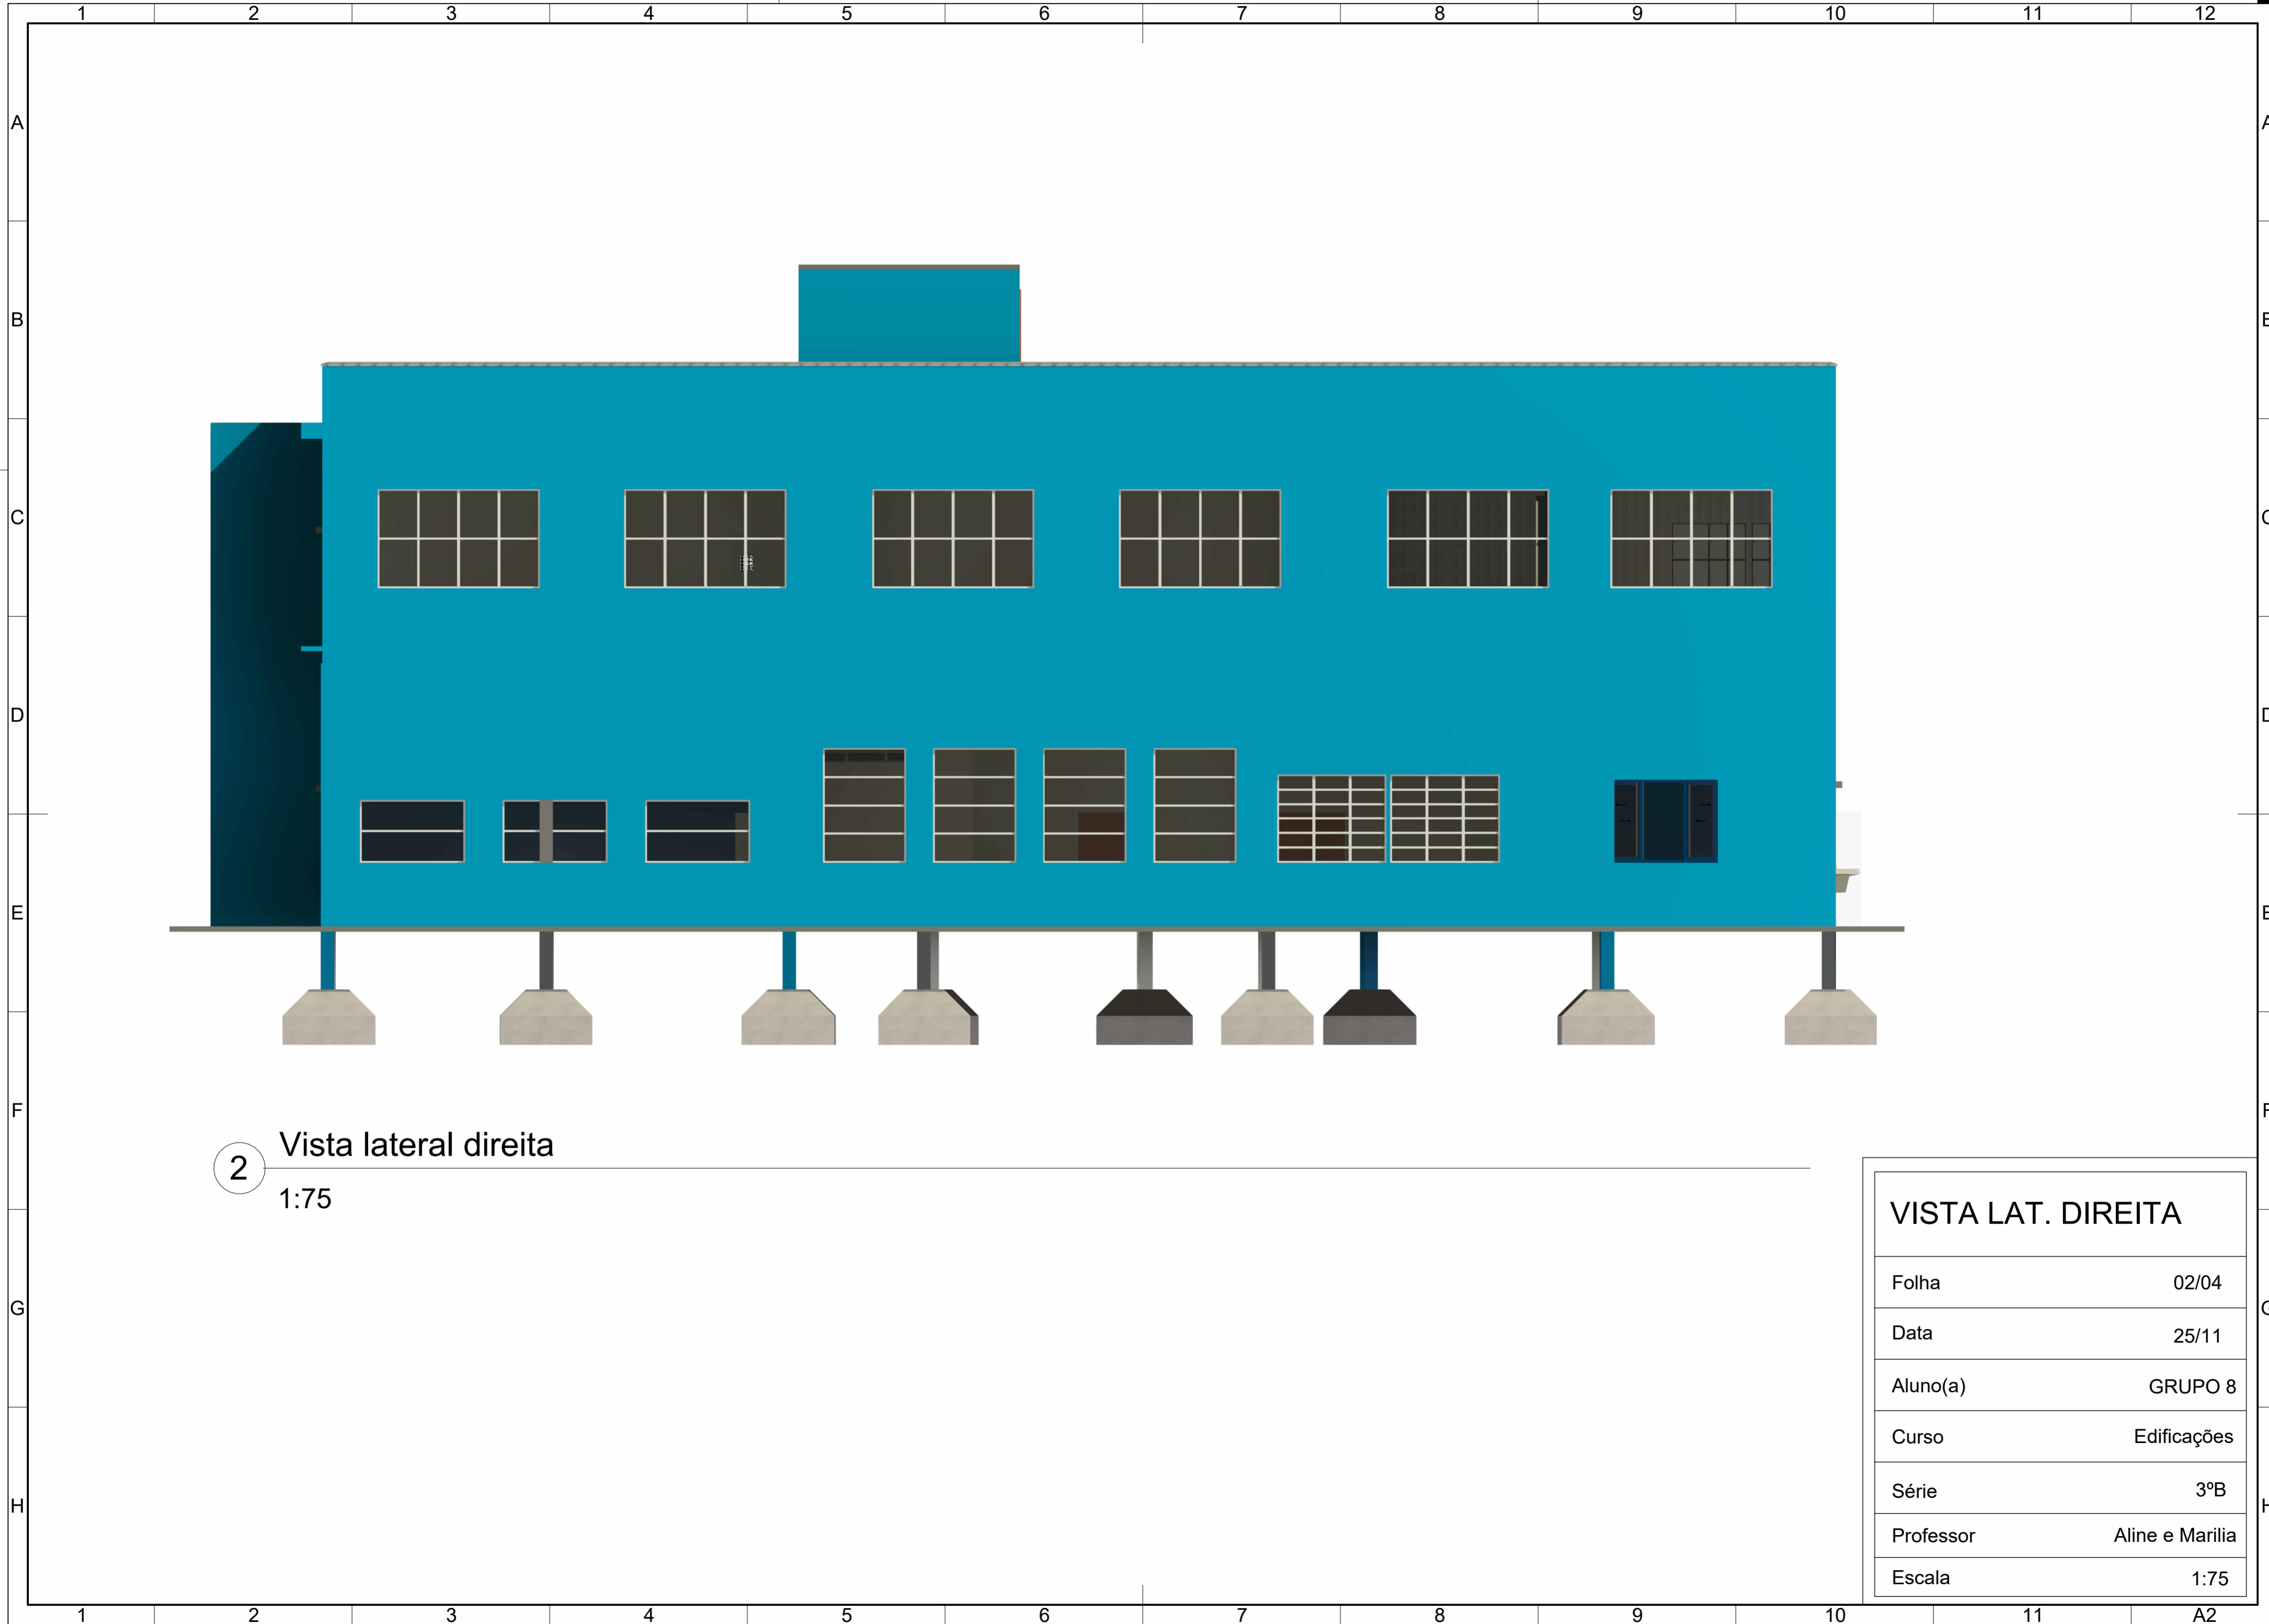 1 2 3 4 5 6 7 8 9 10 11 12
A A
B B
C C
D D
E E
F F
G G
H H
2 Vista lateral direita
1:75
VISTA LAT. DIREITA
Folha 02/04
Data 25/11
Aluno(a) GRUPO 8
Curso Edificações
Série 3ºB
Professor Aline e Marilia
Escala 1:75
1 2 3 4 5 6 7 8 9 10 11 A2